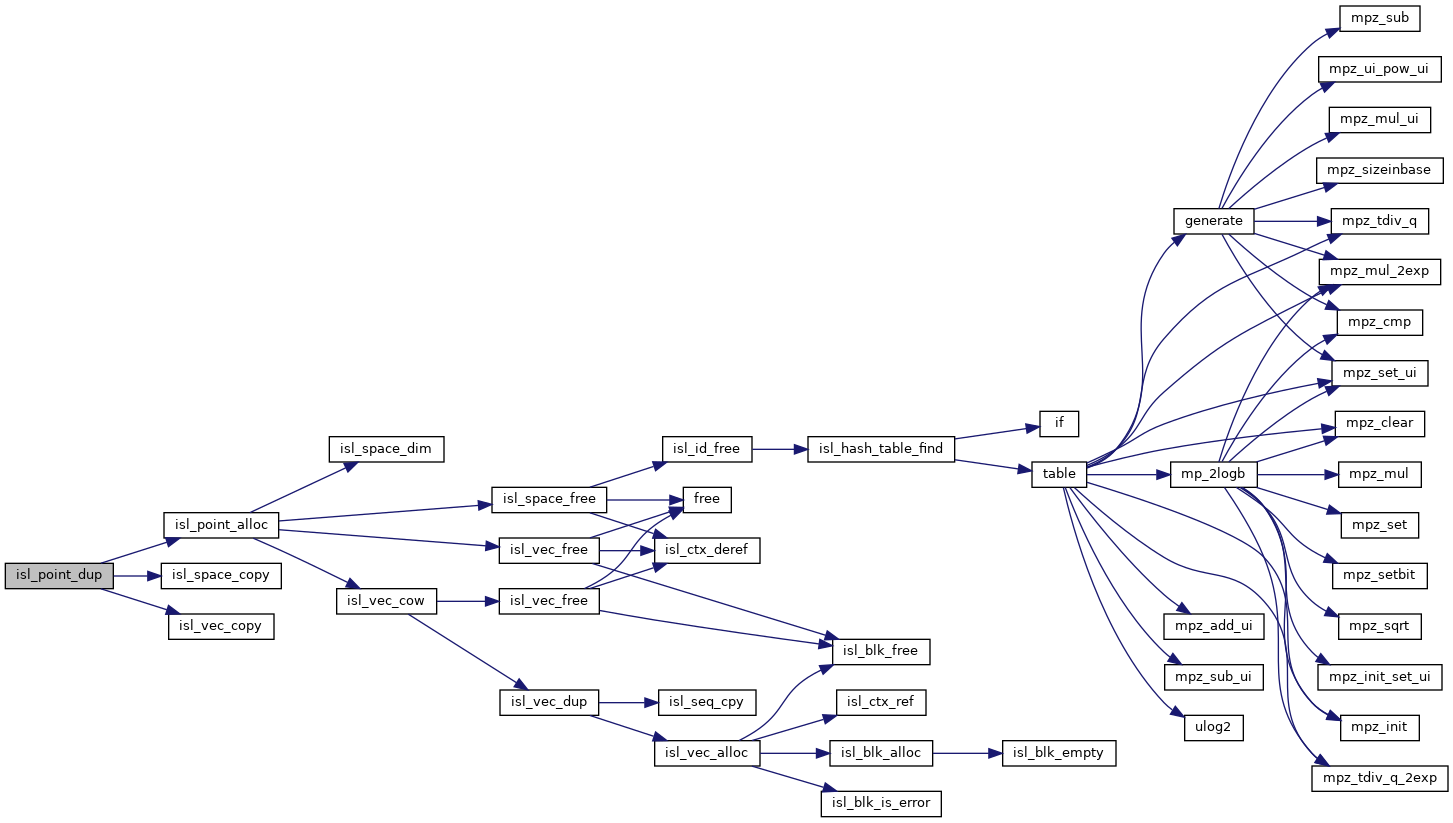 mpz_sub
mpz_ui_pow_ui
mpz_mul_ui
mpz_sizeinbase
generate
mpz_tdiv_q
mpz_mul_2exp
mpz_cmp
mpz_set_ui
if
mpz_clear
isl_space_dim
isl_id_free
isl_hash_table_find
table
mp_2logb
mpz_mul
isl_space_free
free
isl_point_alloc
mpz_set
isl_vec_free
isl_ctx_deref
isl_point_dup
isl_space_copy
mpz_setbit
isl_vec_cow
isl_vec_free
isl_vec_copy
mpz_add_ui
mpz_sqrt
isl_blk_free
mpz_sub_ui
mpz_init_set_ui
isl_vec_dup
isl_seq_cpy
isl_ctx_ref
ulog2
mpz_init
isl_vec_alloc
isl_blk_alloc
isl_blk_empty
mpz_tdiv_q_2exp
isl_blk_is_error